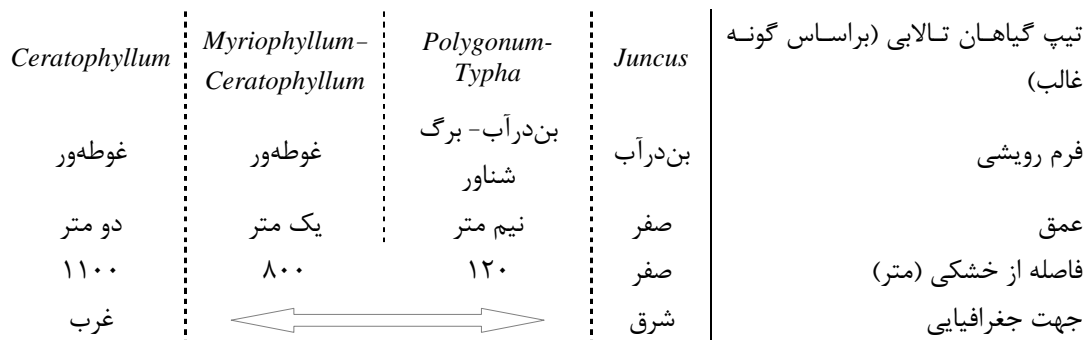 تیپ گیاهان تالابی (براساس گونه
غالب)
Juncus
Polygonum-
Typha
Myriophyllum-
Ceratophyllum
Ceratophyllum
فرم رویشی
بن‌درآب
بن‌درآب- برگ
شناور
غوطه‌ور
غوطه‌ور
عمق
صفر
نیم متر
یک متر
دو متر
فاصله از خشکی (متر)
صفر
۱۲۰
۸۰۰
۱۱۰۰
جهت جغرافیایی
شرق
غرب